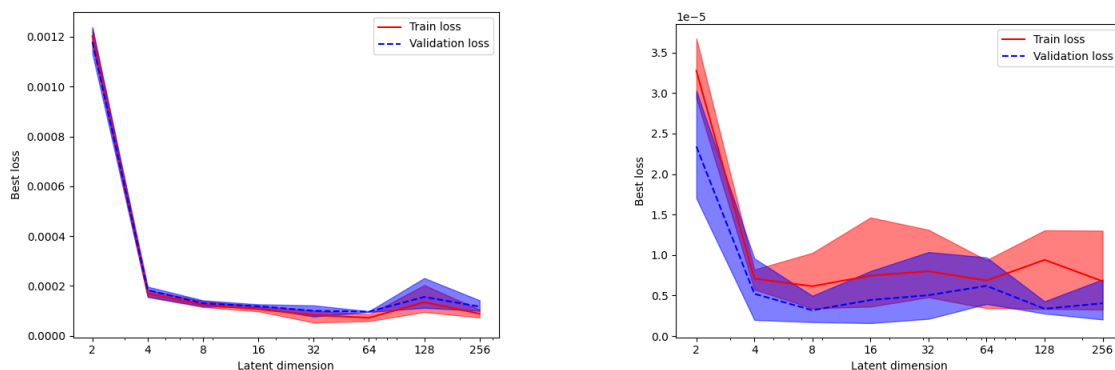 Train loss
Validation loss
0.0012
0.0010
0.0008
0.0006
0.0004
0.0002
0.0000
Best loss
2 4 8 16 32 64 128 256
Latent dimension
1e−5
Train loss
Validation loss
3.5
3.0
2.5
2.0
1.5
1.0
0.5
0.0
Best loss
2 4 8 16 32 64 128 256
Latent dimension